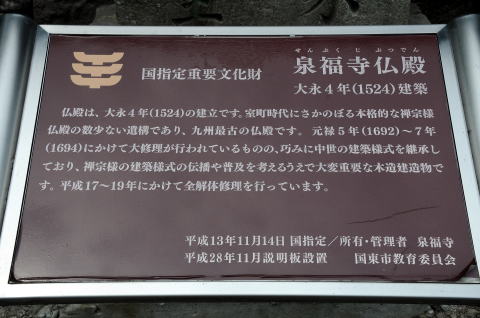 せんぷくじぶつでん
国指定重要文化財 泉福寺仏殿
大永4年(1524)建築
仏殿は、大永4年(1524)の建立です。室町時代にさかのぼる本格的な禅宗様
仏殿の数少ない遺構であり、九州最古の仏殿です。元禄5年(1692)～7年
(1694)にかけて大修理が行われているものの、巧みに中世の建築様式を継承し
ており、禅宗様の建築様式の伝播や普及を考えるうえで大変重要な木造建造物で
す。平成17～19年にかけて全解体修理を行っています。
平成13年11月14日 国指定／所有・管理者 泉福寺
平成28年11月説明板設置 国東市教育委員会